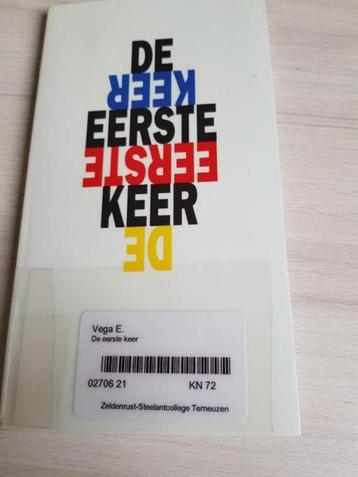 DE
KEER
EERSTE
EERSTE
KEER
DE
Vega E.
De eerste keer
02706 21 KN 72
Zeldenrust-Steelantcollege Terneuzen